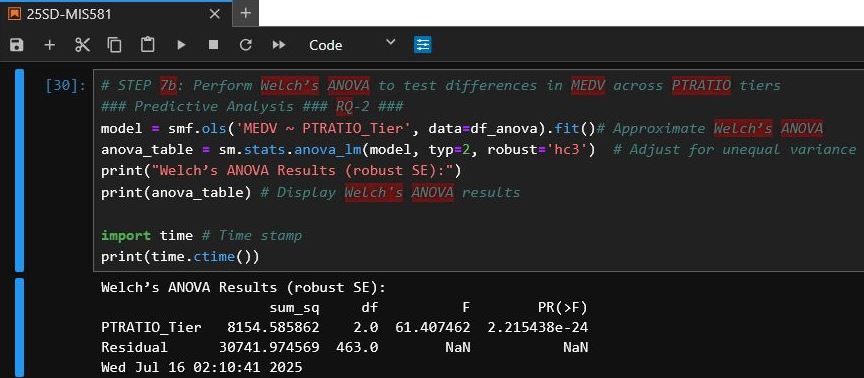 25SD-MIS581
Code
[30]:
# STEP 7b: Perform Welch’s ANOVA to test differences in MEDV across PTRATIO tiers
### Predictive Analysis ### RQ-2 ###
model = smf.ols('MEDV ~ PTRATIO_Tier', data=df_anova).fit()# Approximate Welch’s ANOVA
anova_table = sm.stats.anova_lm(model, typ=2, robust='hc3')  # Adjust for unequal variance
print("Welch’s ANOVA Results (robust SE):")
print(anova_table) # Display Welch's ANOVA results
import time # Time stamp
print(time.ctime())
Welch’s ANOVA Results (robust SE):
sum_sq df F PR(>F)
PTRATIO_Tier 8154.585862 2.0 61.407462 2.215438e-24
Residual 30741.974569 463.0 NaN NaN
Wed Jul 16 02:10:41 2025